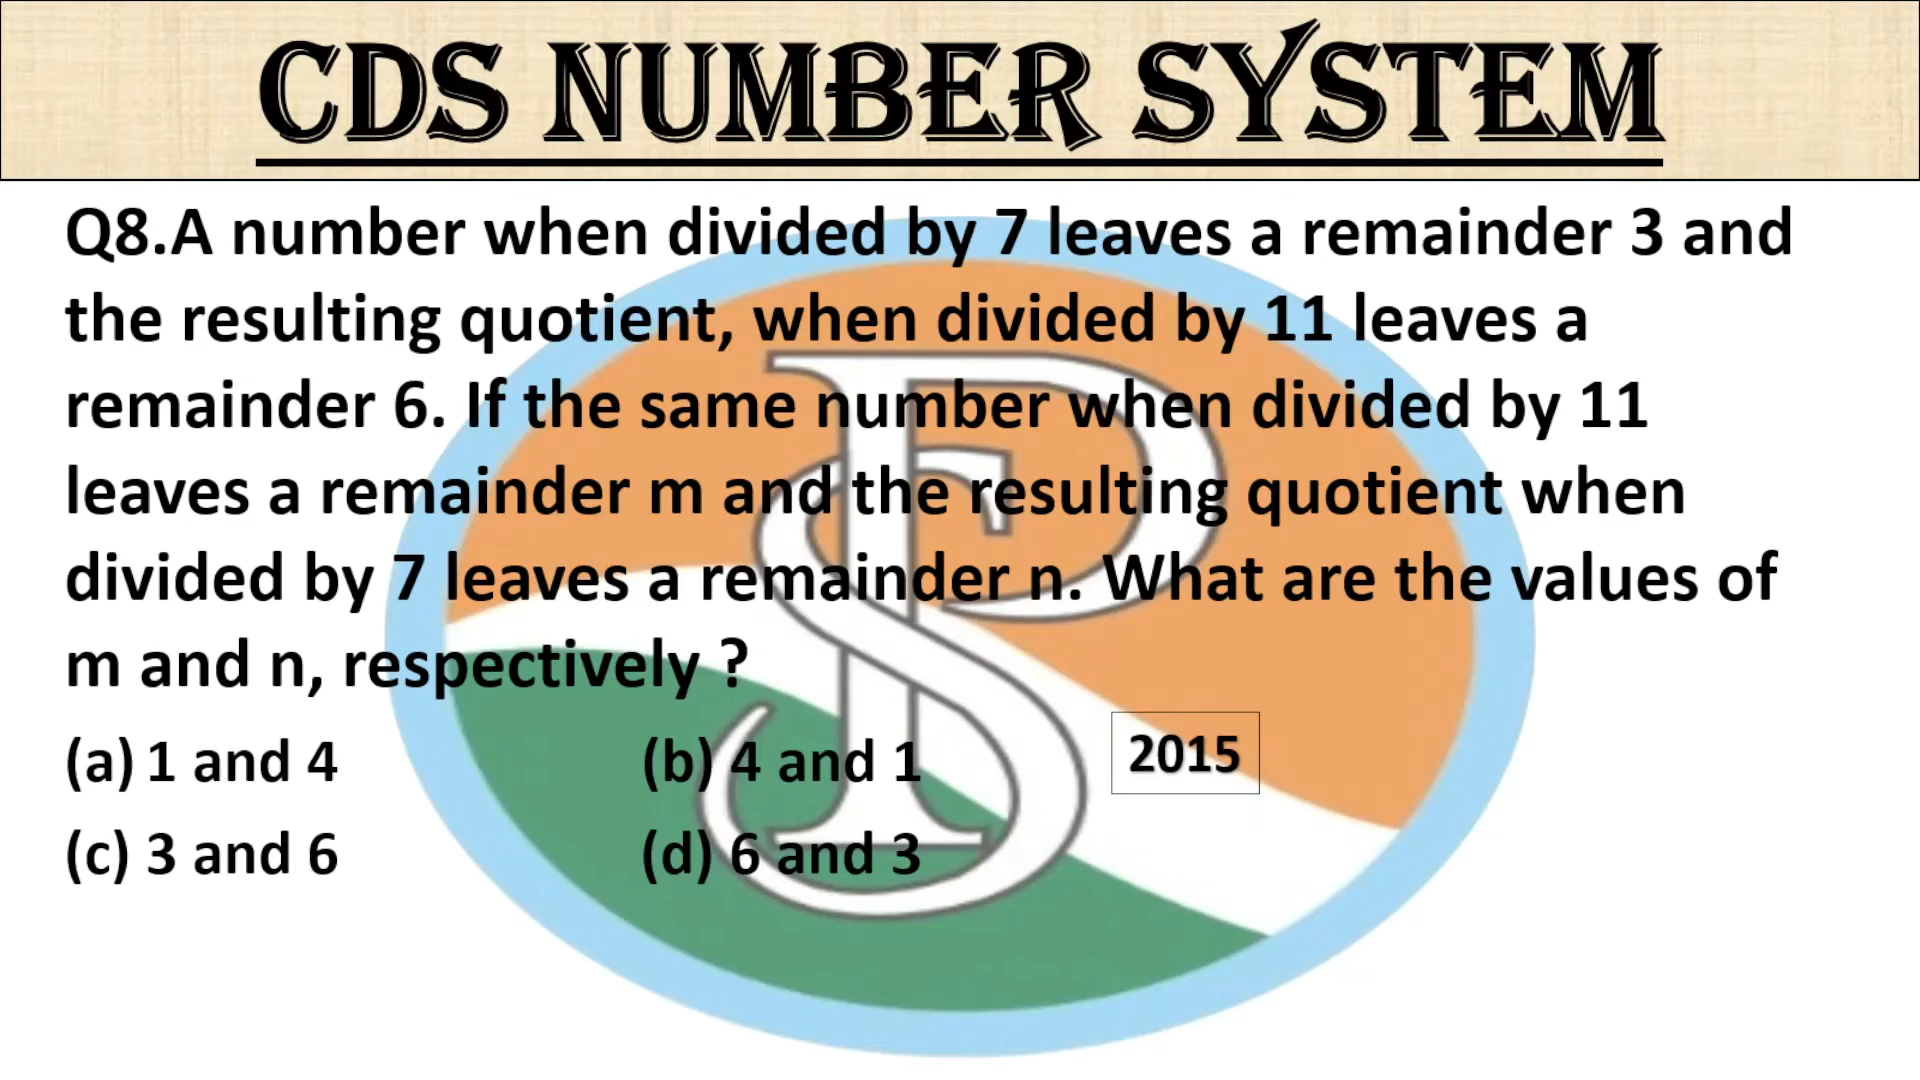 CDS NUMBER SYSTEM
Q8.A number when divided by 7 leaves a remainder 3 and
the resulting quotient, when divided by 11 leaves a
remainder 6. If the same number when divided by 11
leaves a remainder m and the resulting quotient when
divided by 7 leaves a remainder n. What are the values of
m and n, respectively ?
(a) 1 and 4 (b) 4 and 1 2015
(c) 3 and 6 (d) 6 and 3